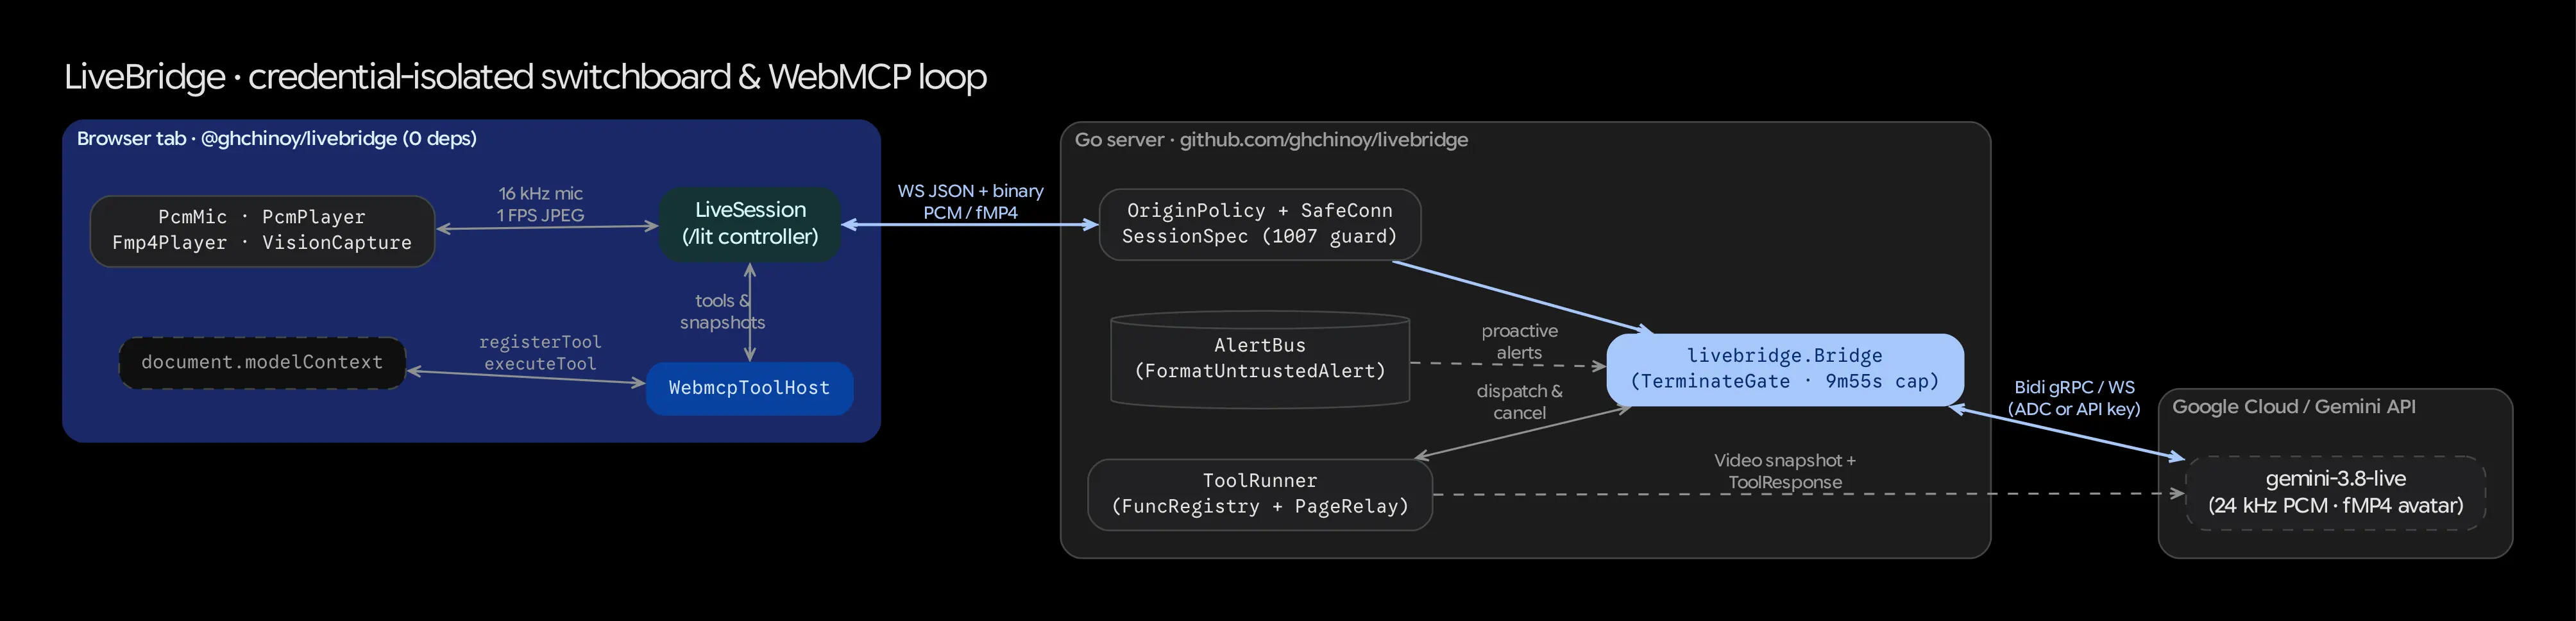 LiveBridge · credential-isolated switchboard & WebMCP loop
Browser tab · @ghchinoy/livebridge (0 deps)
PcmMic · PcmPlayer
Fmp4Player · VisionCapture
16 kHz mic
1 FPS JPEG
LiveSession
(/lit controller)
tools &
snapshots
document.modelContext
registerTool
executeTool
WebmcpToolHost
WS JSON + binary
PCM / fMP4
Go server · github.com/ghchinoy/livebridge
OriginPolicy + SafeConn
SessionSpec (1007 guard)
AlertBus
(FormatUntrustedAlert)
proactive
alerts
livebridge.Bridge
(TerminateGate · 9m55s cap)
dispatch &
cancel
ToolRunner
(FuncRegistry + PageRelay)
Video snapshot +
ToolResponse
Bidi gRPC / WS
(ADC or API key)
Google Cloud / Gemini API
gemini-3.8-live
(24 kHz PCM · fMP4 avatar)